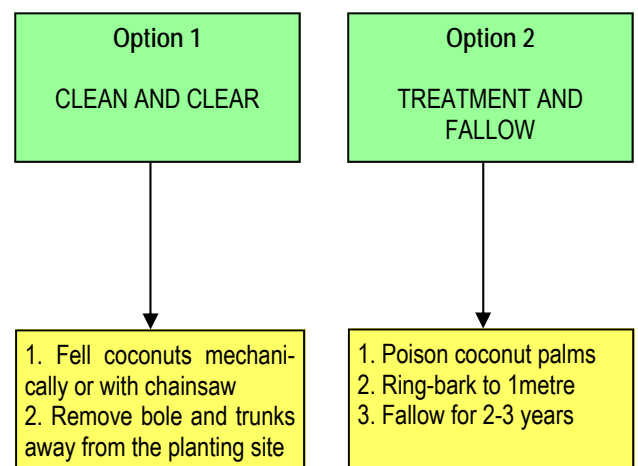 Option 1
CLEAN AND CLEAR
Option 2
TREATMENT AND
FALLOW
1. Fell coconuts mechani-
cally or with chainsaw
2. Remove bole and trunks
away from the planting site
1. Poison coconut palms
2. Ring-bark to 1metre
3. Fallow for 2-3 years